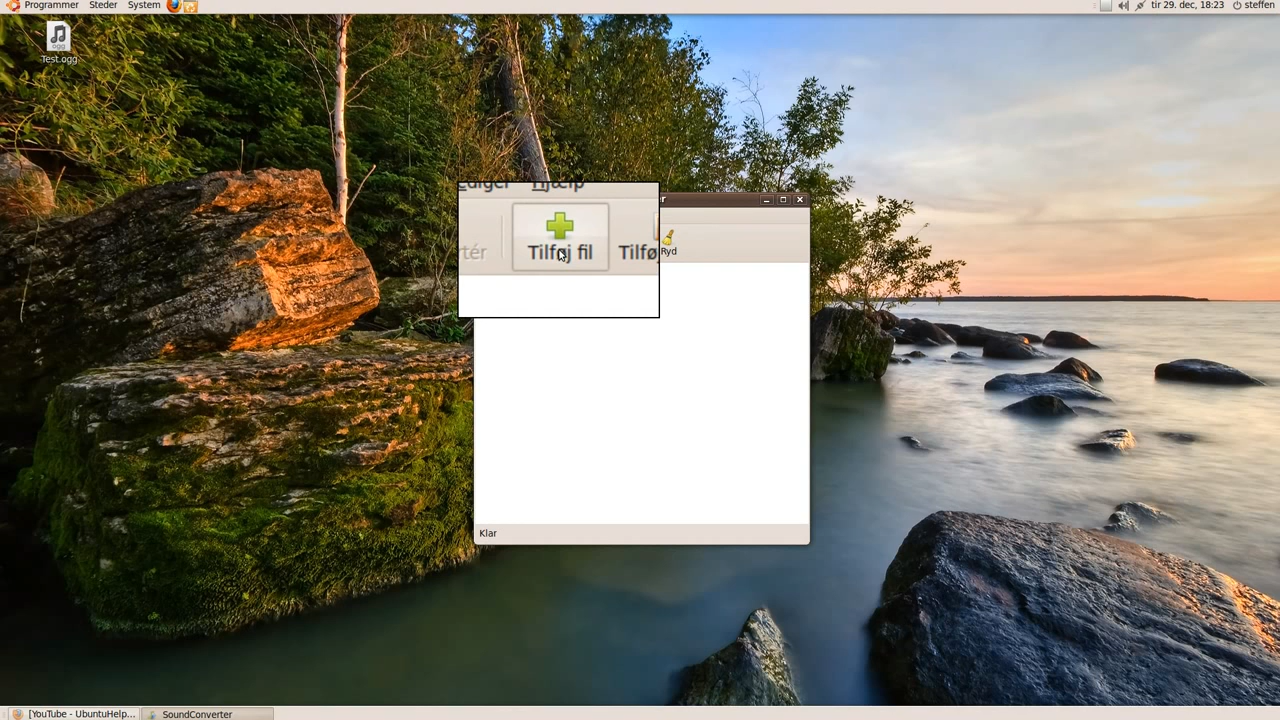 Programmer Steder System
tir 29. dec, 18:23 steffen
ogg
Test.ogg
Hjælp
Tilføj fil
Ryd
Klar
[YouTube - UbuntuHelp...
SoundConverter